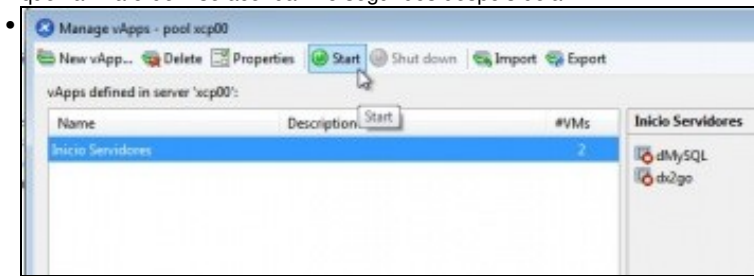 Manage vApps - pool xcp00
New vApp... Delete Properties Start Shut down Import Export
vApps defined in server 'xcp00':
Name Description #VMs
Start
Inicio Servidores 2
Inicio Servidores
dMySQL
dx2go